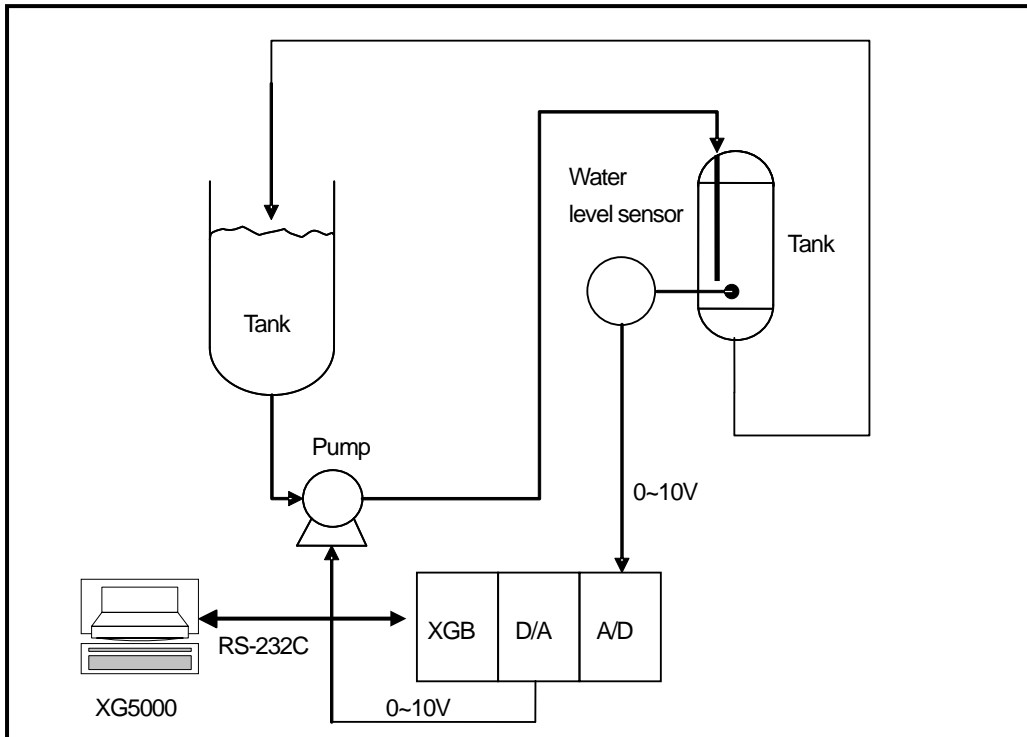 Water
level sensor
Tank
Tank
Pump
0~10V
XGB
D/A
A/D
RS-232C
XG5000
0~10V